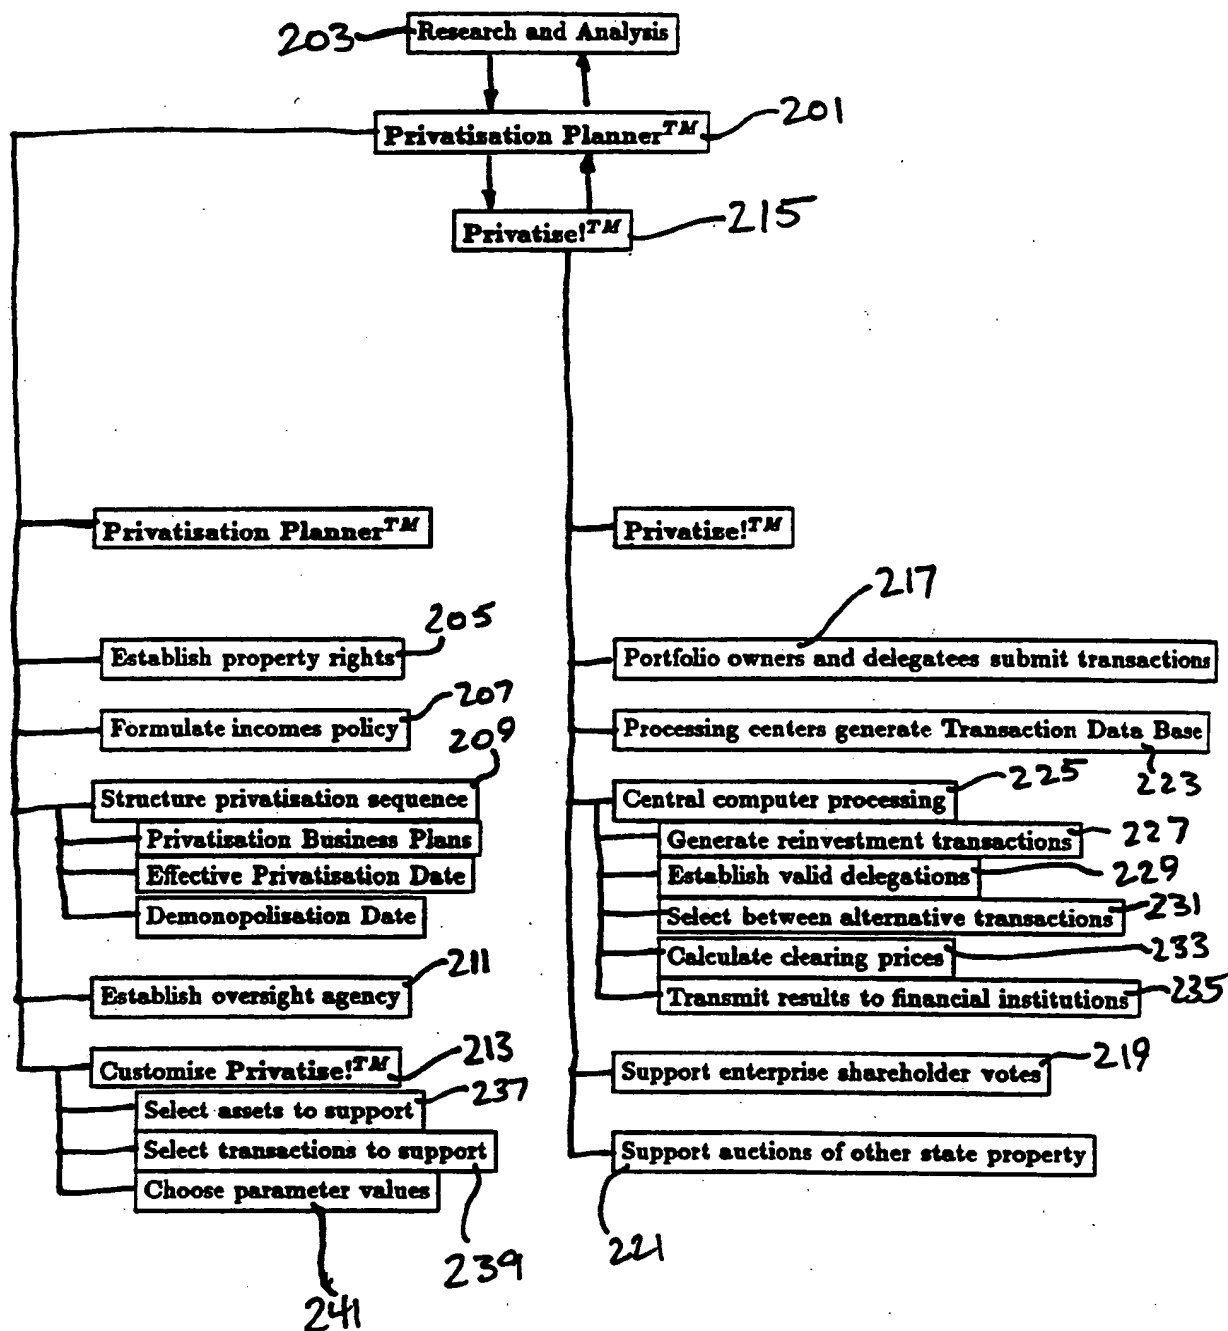 203 Research and Analysis
Privatisation Planner™ 201
Privatize!™ 215
Privatisation Planner™
Establish property rights 205
Formulate incomes policy 207
209
Structure privatisation sequence
Privatisation Business Plans
Effective Privatisation Date
Demonopolisation Date
211
Establish oversight agency
Customise Privatise!™ 213
Select assets to support 237
Select transactions to support
Choose parameter values
239
241
Privatize!™
217
Portfolio owners and delegatees submit transactions
Processing centers generate Transaction Data Base
223
Central computer processing 225
Generate reinvestment transactions 227
Establish valid delegations 229
Select between alternative transactions 231
Calculate clearing prices 233
Transmit results to financial institutions 235
Support enterprise shareholder votes 219
Support auctions of other state property
221